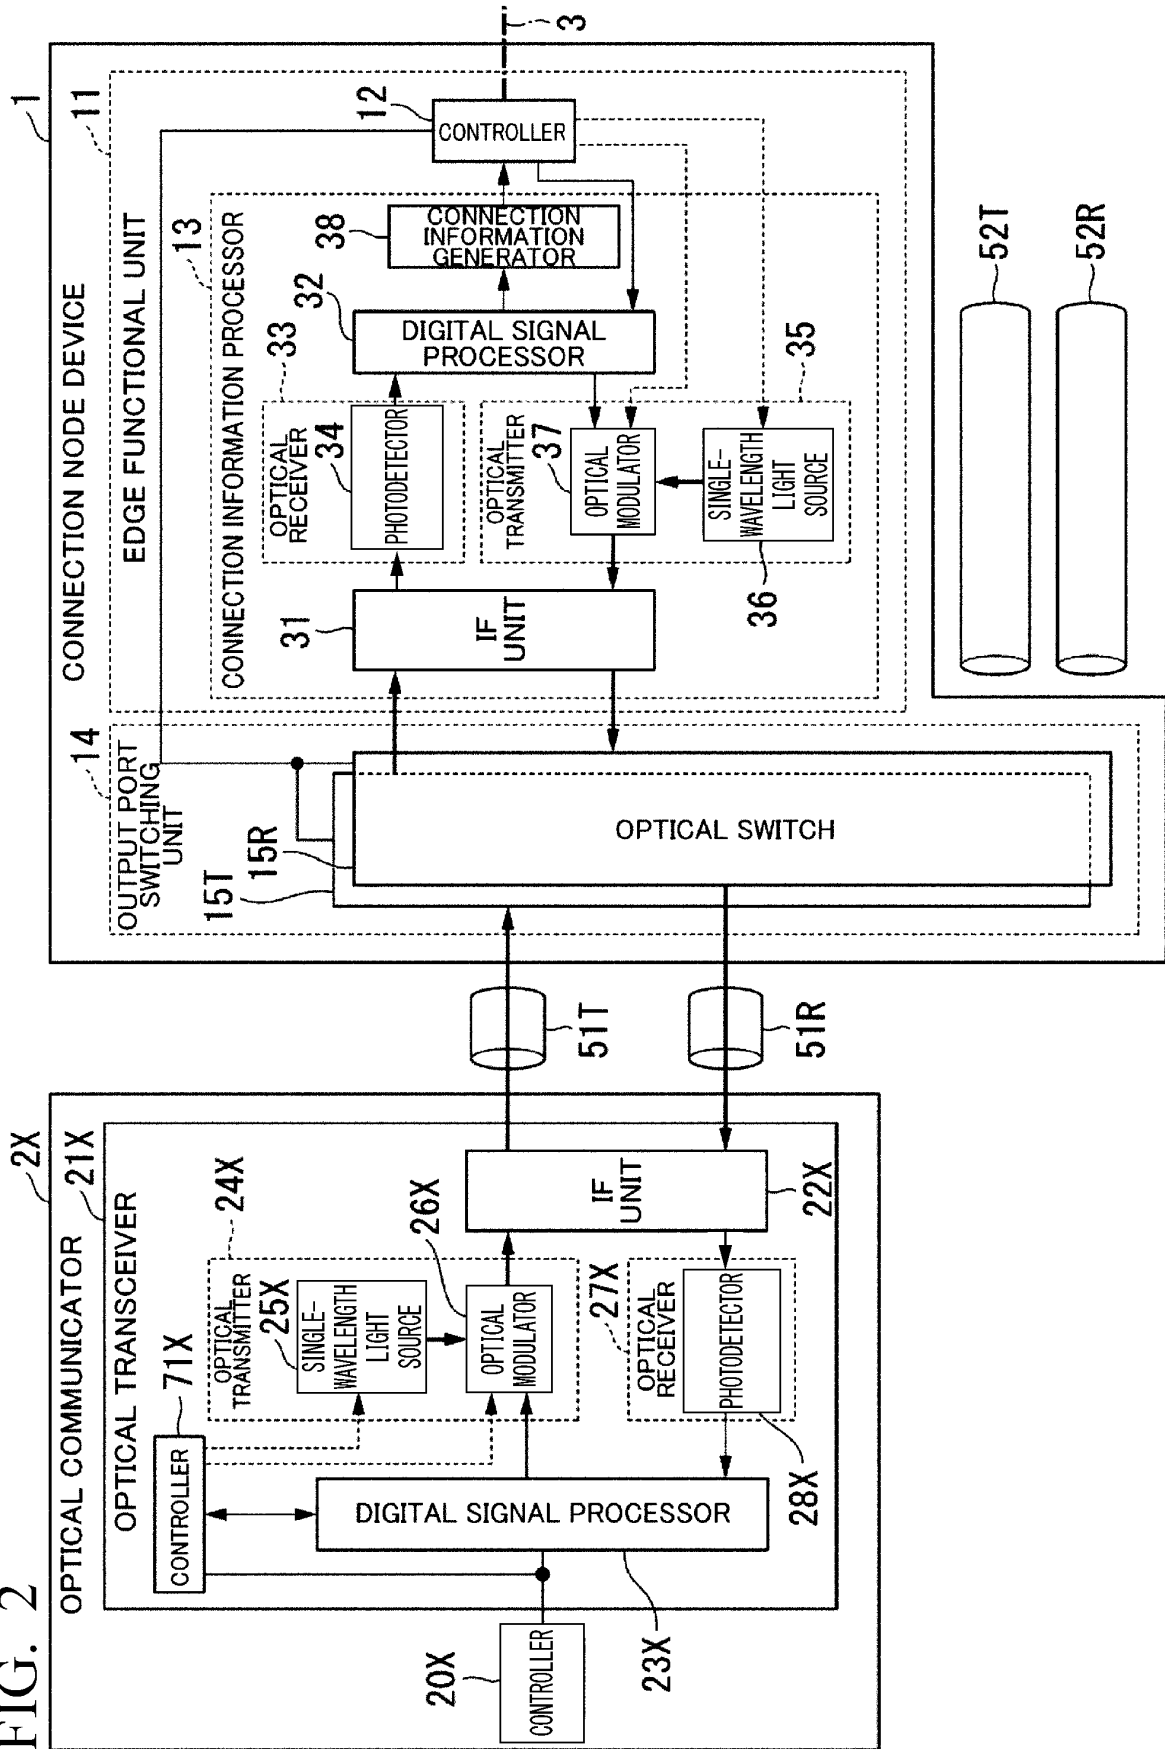 FIG. 2
2X
OPTICAL COMMUNICATOR
21X
OPTICAL TRANSCEIVER
71X
CONTROLLER
20X
CONTROLLER
DIGITAL SIGNAL PROCESSOR
23X
24X
OPTICAL
TRANSMITTER
25X
SINGLE-
WAVELENGTH
LIGHT
SOURCE
26X
OPTICAL
MODULATOR
27X
OPTICAL
RECEIVER
PHOTODETECTOR
28X
IF
UNIT
22X
51T
51R
1
CONNECTION NODE DEVICE
14
OUTPUT PORT
SWITCHING
UNIT
15T
15R
OPTICAL SWITCH
11
EDGE FUNCTIONAL UNIT
13
CONNECTION INFORMATION PROCESSOR
31
IF
UNIT
33
OPTICAL
RECEIVER
34
PHOTODETECTOR
32
DIGITAL SIGNAL
PROCESSOR
38
CONNECTION
INFORMATION
GENERATOR
12
CONTROLLER
3
35
OPTICAL
TRANSMITTER
37
OPTICAL
MODULATOR
SINGLE-
WAVELENGTH
LIGHT
SOURCE
36
52T
52R